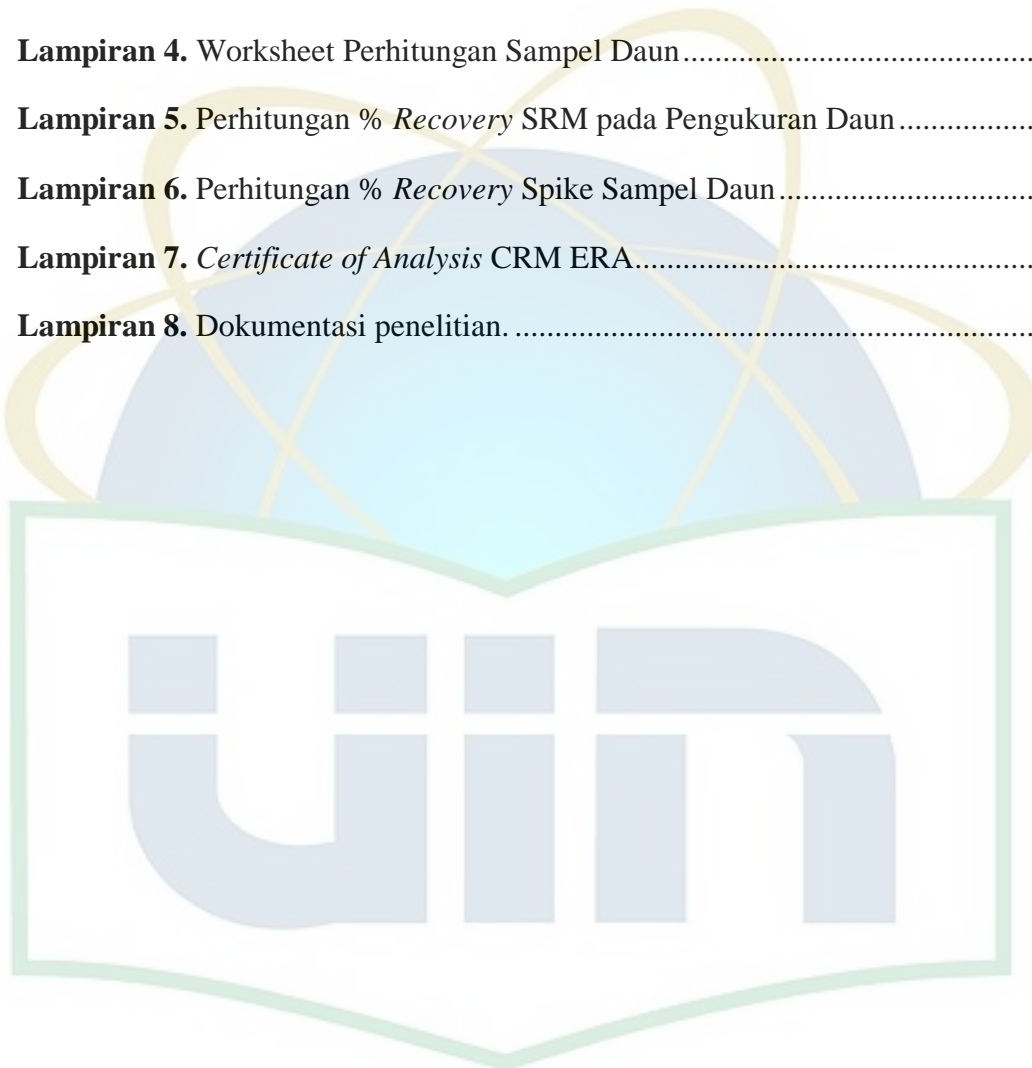 Lampiran 4. Worksheet Perhitungan Sampel Daun........................................
Lampiran 5. Perhitungan % Recovery SRM pada Pengukuran Daun................
Lampiran 6. Perhitungan % Recovery Spike Sampel Daun..............................
Lampiran 7. Certificate of Analysis CRM ERA................................................
Lampiran 8. Dokumentasi penelitian. ..............................................................
uin